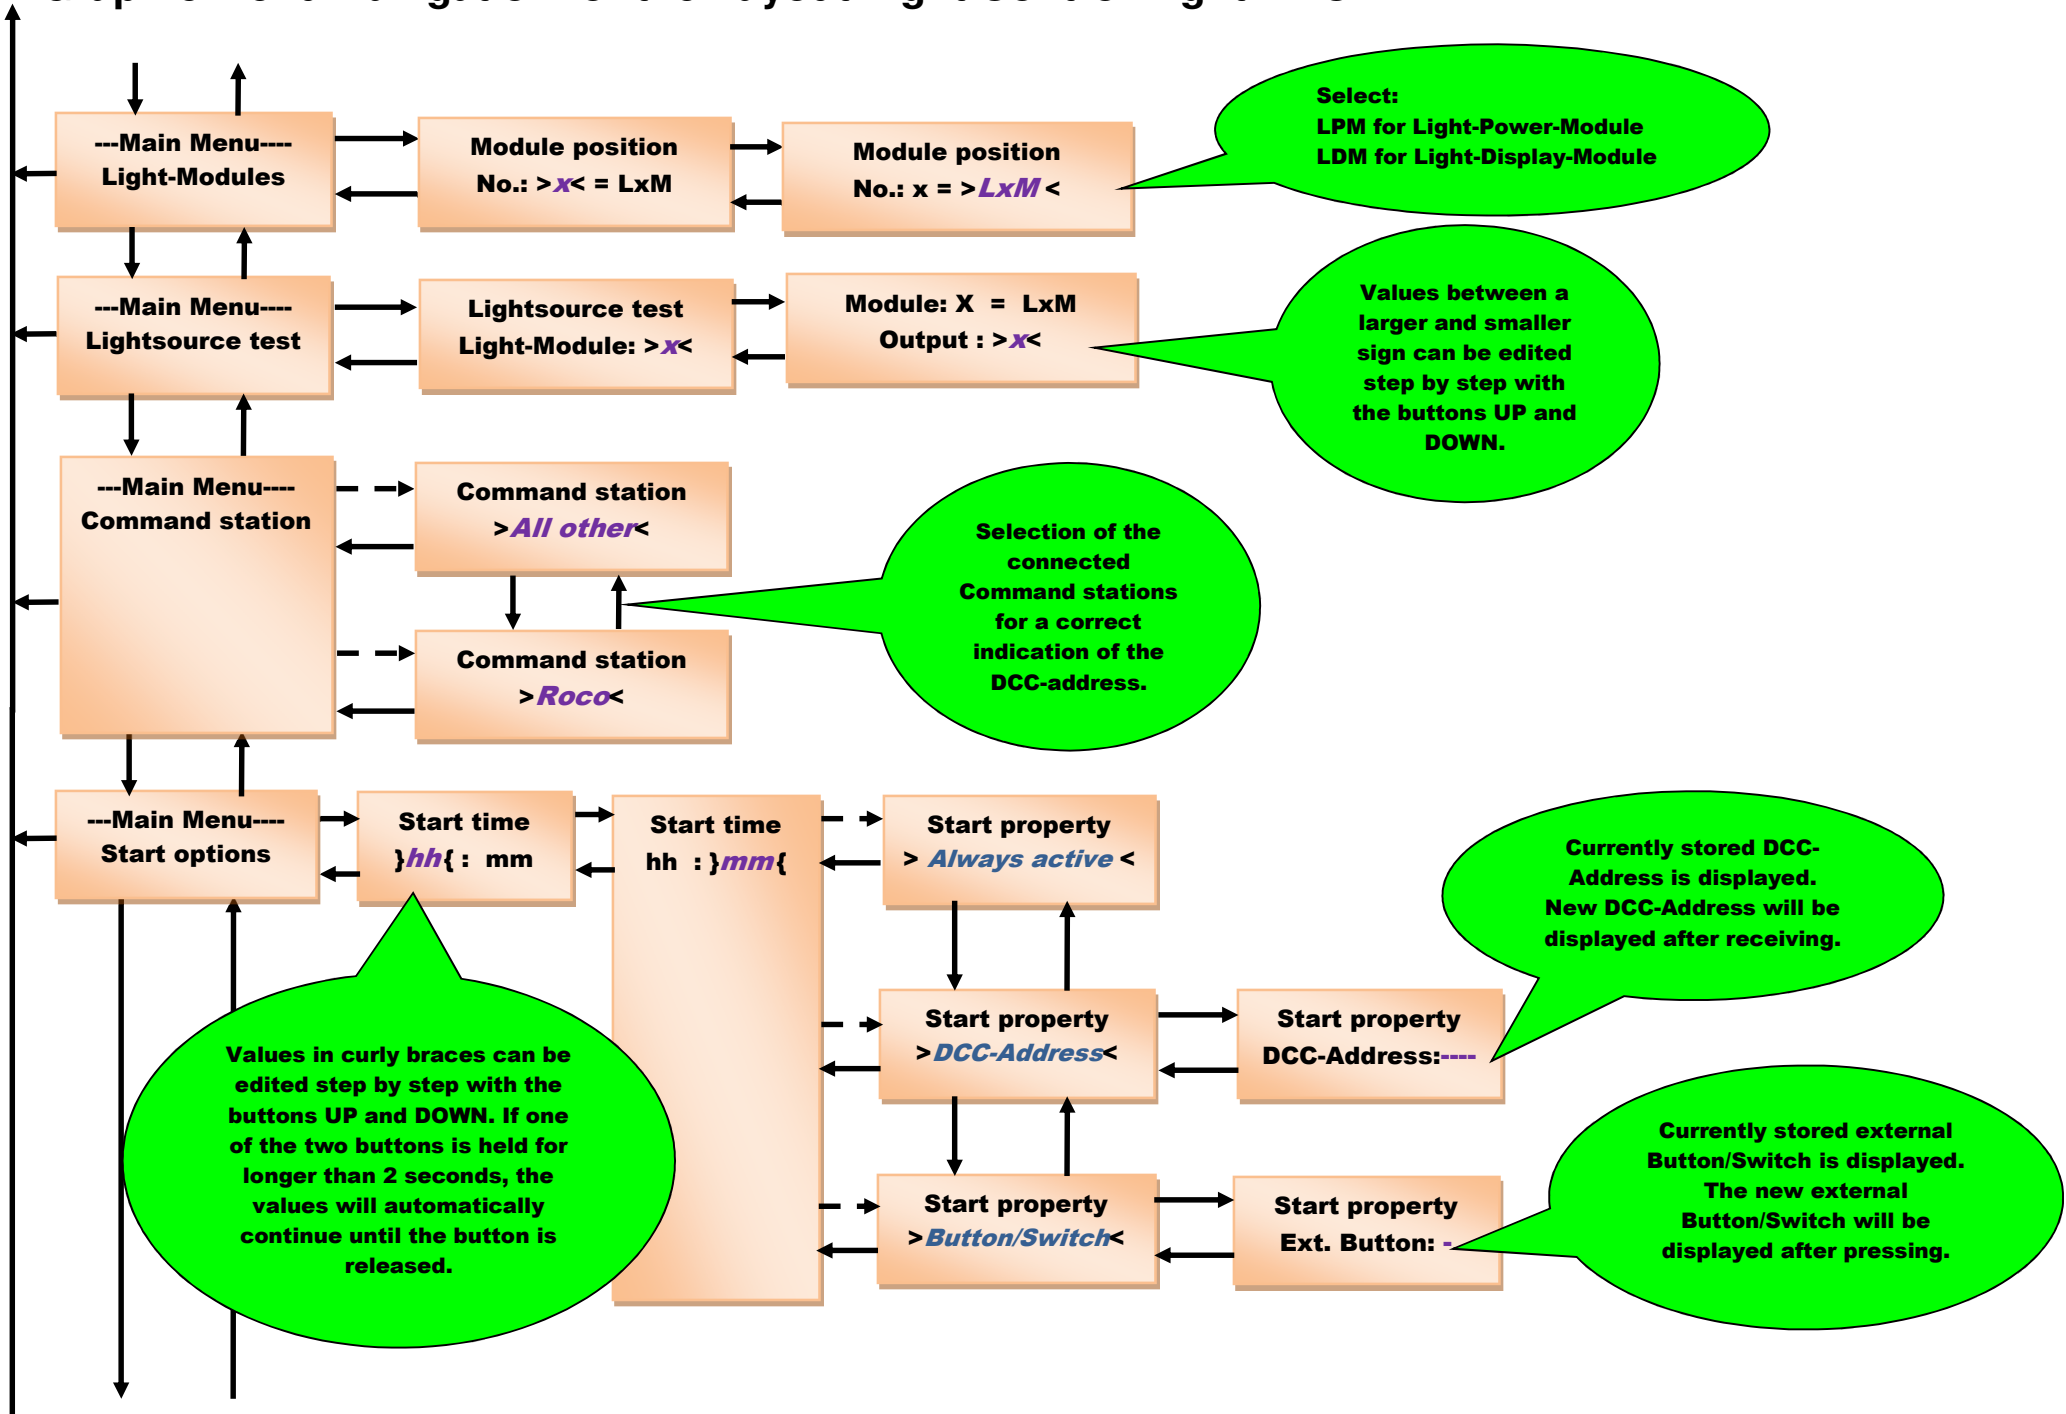 ---Main Menu----
Light-Modules
Module position
No.: >x< = LxM
Module position
No.: x = >LxM <
Select:
LPM for Light-Power-Module
LDM for Light-Display-Module
---Main Menu----
Lightsource test
Lightsource test
Light-Module: >x<
Module: X = LxM
Output : >x<
Values between a
larger and smaller
sign can be edited
step by step with
the buttons UP and
DOWN.
---Main Menu----
Command station
Command station
>All other<
Command station
>Roco<
Selection of the
connected
Command stations
for a correct
indication of the
DCC-address.
---Main Menu----
Start options
Start time
}hh{ : mm
Start time
hh : }mm{
Start property
> Always active <
Start property
>DCC-Address<
Start property
DCC-Address:----
Currently stored DCC-
Address is displayed.
New DCC-Address will be
displayed after receiving.
Start property
>Button/Switch<
Start property
Ext. Button: -
Currently stored external
Button/Switch is displayed.
The new external
Button/Switch will be
displayed after pressing.
Values in curly braces can be
edited step by step with the
buttons UP and DOWN. If one
of the two buttons is held for
longer than 2 seconds, the
values will automatically
continue until the button is
released.